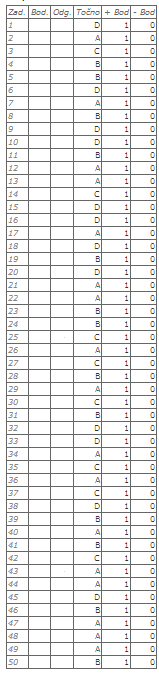 Zad. Bod. Odg. Točno + Bod - Bod
1 D 1 0
2 A 1 0
3 C 1 0
4 B 1 0
5 B 1 0
6 D 1 0
7 A 1 0
8 B 1 0
9 D 1 0
10 D 1 0
11 B 1 0
12 A 1 0
13 A 1 0
14 C 1 0
15 D 1 0
16 D 1 0
17 A 1 0
18 D 1 0
19 B 1 0
20 D 1 0
21 A 1 0
22 A 1 0
23 B 1 0
24 B 1 0
25 C 1 0
26 A 1 0
27 C 1 0
28 B 1 0
29 A 1 0
30 C 1 0
31 B 1 0
32 D 1 0
33 D 1 0
34 A 1 0
35 C 1 0
36 A 1 0
37 C 1 0
38 D 1 0
39 B 1 0
40 A 1 0
41 B 1 0
42 C 1 0
43 A 1 0
44 A 1 0
45 D 1 0
46 B 1 0
47 A 1 0
48 A 1 0
49 A 1 0
50 B 1 0